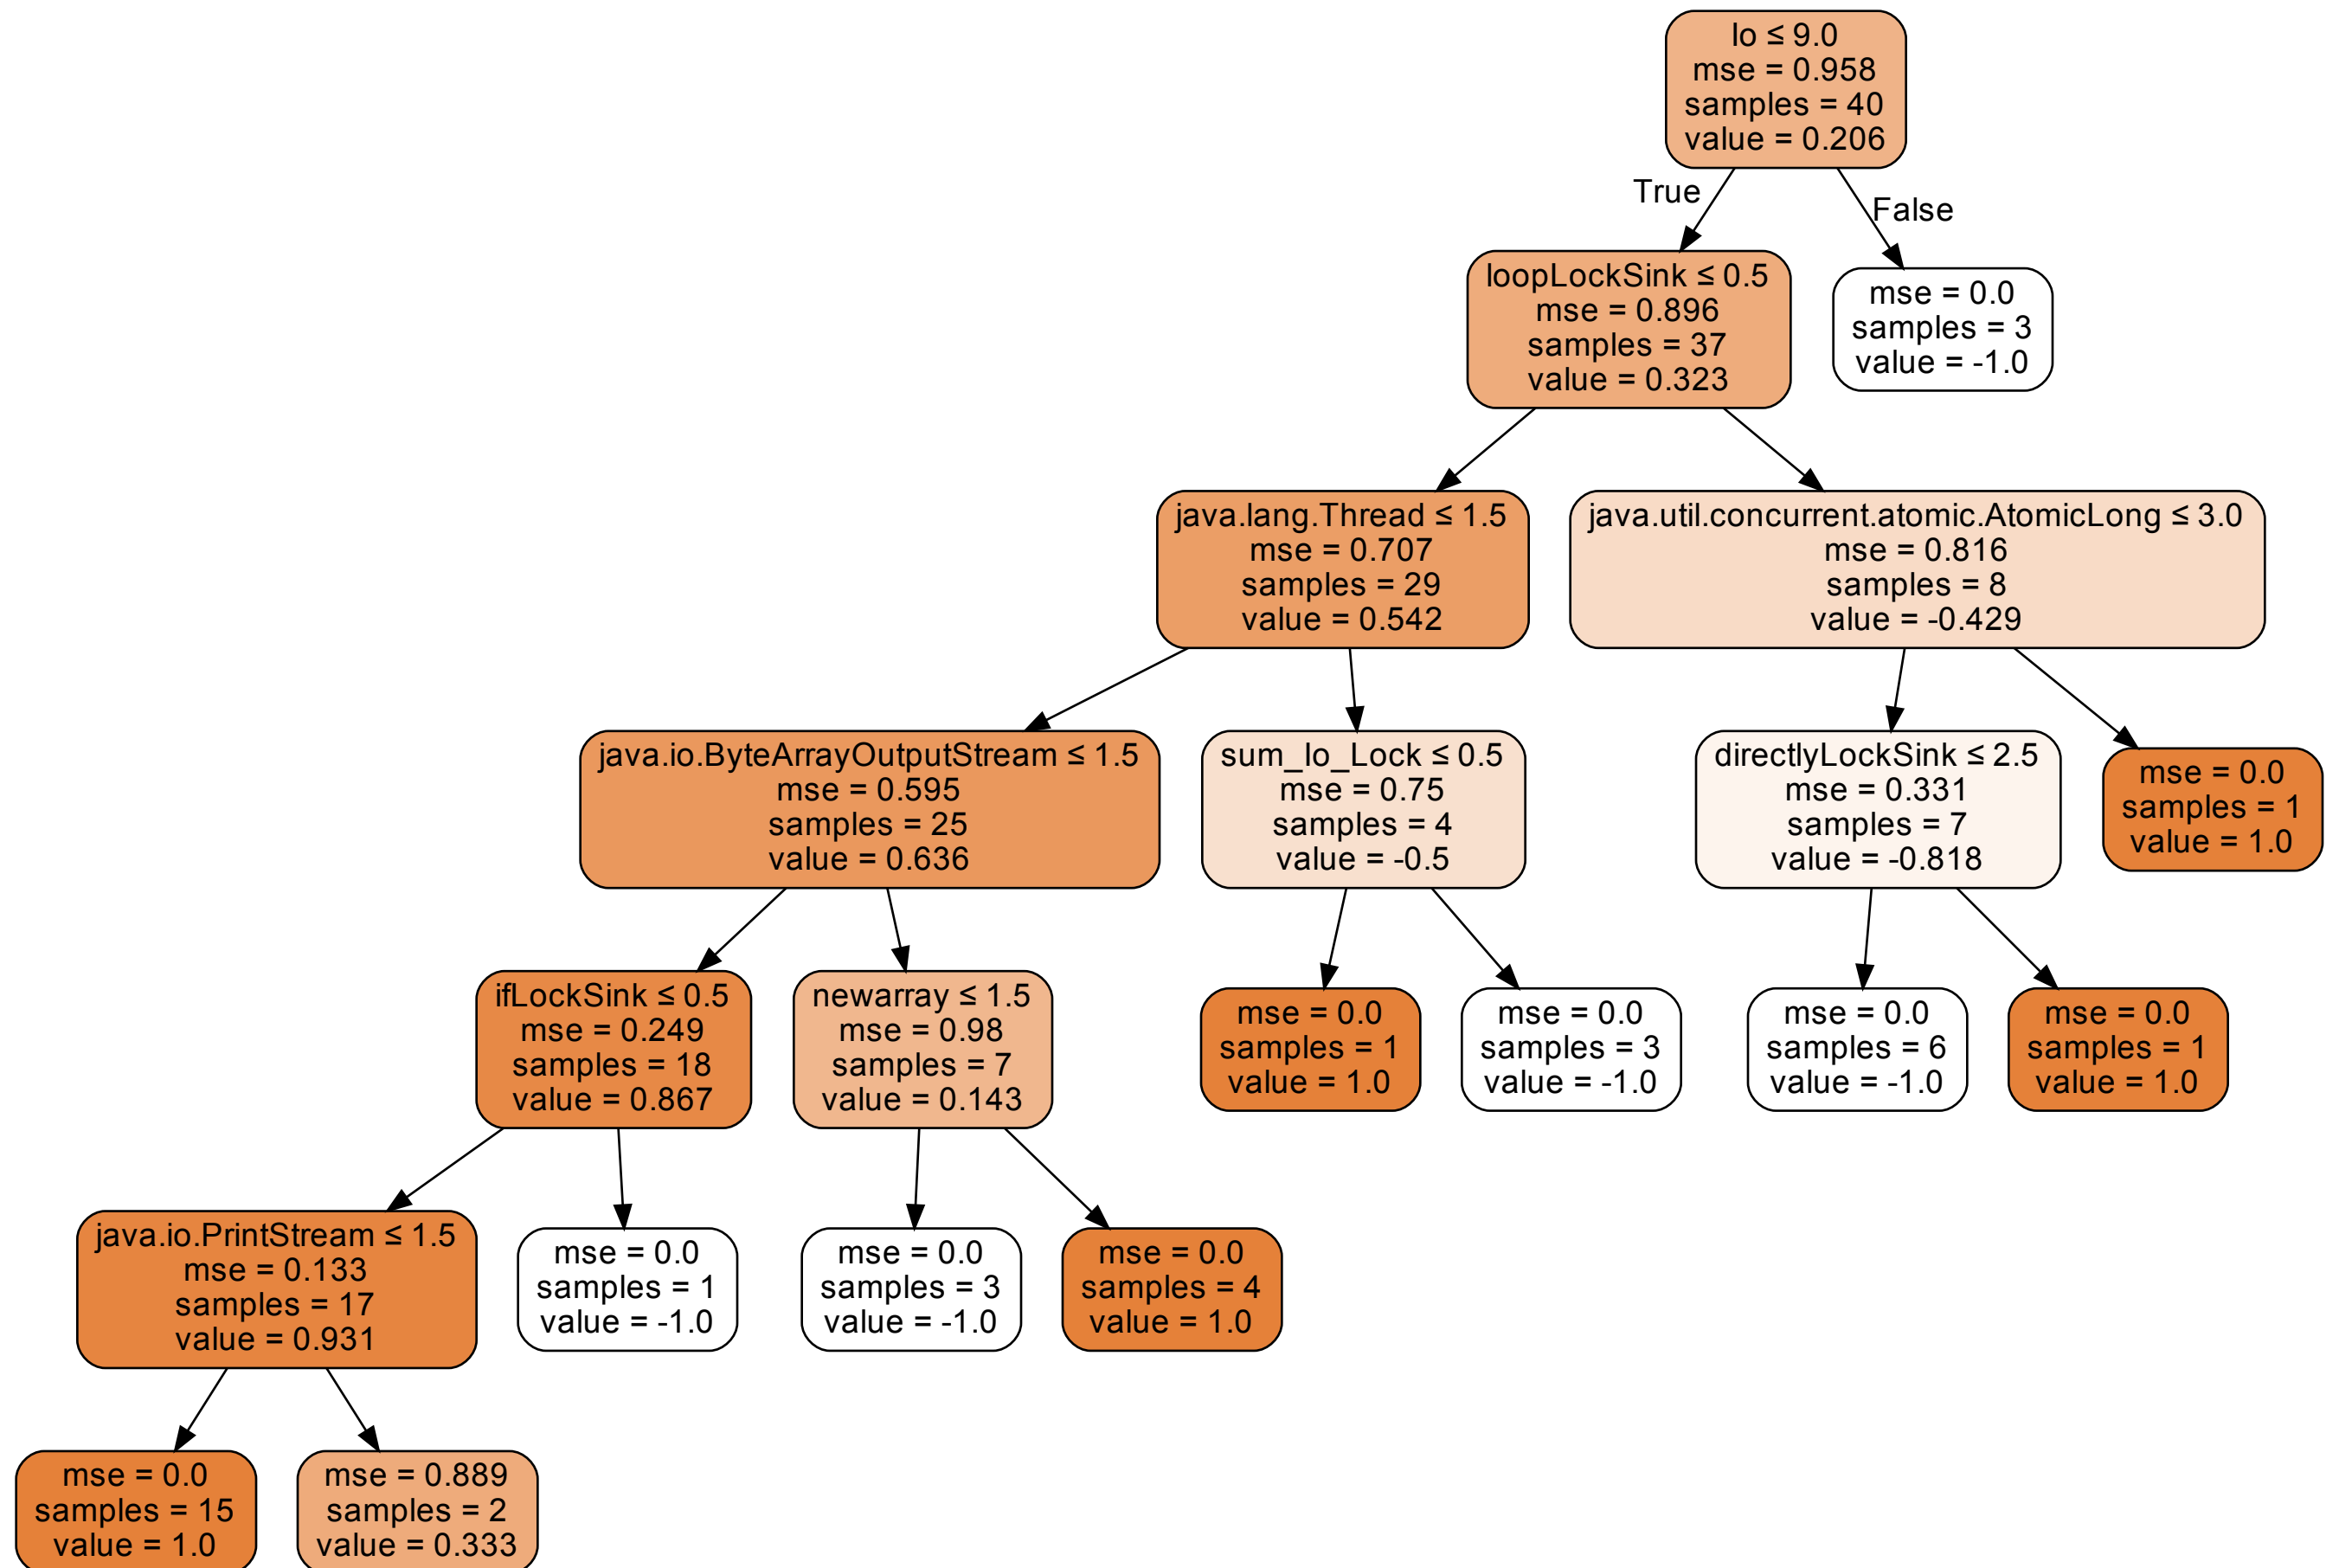 Io ≤ 9.0
mse = 0.958
samples = 40
value = 0.206
True
False
loopLockSink ≤ 0.5
mse = 0.896
samples = 37
value = 0.323
mse = 0.0
samples = 3
value = -1.0
java.lang.Thread ≤ 1.5
mse = 0.707
samples = 29
value = 0.542
java.util.concurrent.atomic.AtomicLong ≤ 3.0
mse = 0.816
samples = 8
value = -0.429
java.io.ByteArrayOutputStream ≤ 1.5
mse = 0.595
samples = 25
value = 0.636
sum_Io_Lock ≤ 0.5
mse = 0.75
samples = 4
value = -0.5
directlyLockSink ≤ 2.5
mse = 0.331
samples = 7
value = -0.818
mse = 0.0
samples = 1
value = 1.0
ifLockSink ≤ 0.5
mse = 0.249
samples = 18
value = 0.867
newarray ≤ 1.5
mse = 0.98
samples = 7
value = 0.143
mse = 0.0
samples = 1
value = 1.0
mse = 0.0
samples = 3
value = -1.0
mse = 0.0
samples = 6
value = -1.0
mse = 0.0
samples = 1
value = 1.0
java.io.PrintStream ≤ 1.5
mse = 0.133
samples = 17
value = 0.931
mse = 0.0
samples = 1
value = -1.0
mse = 0.0
samples = 3
value = -1.0
mse = 0.0
samples = 4
value = 1.0
mse = 0.0
samples = 15
value = 1.0
mse = 0.889
samples = 2
value = 0.333